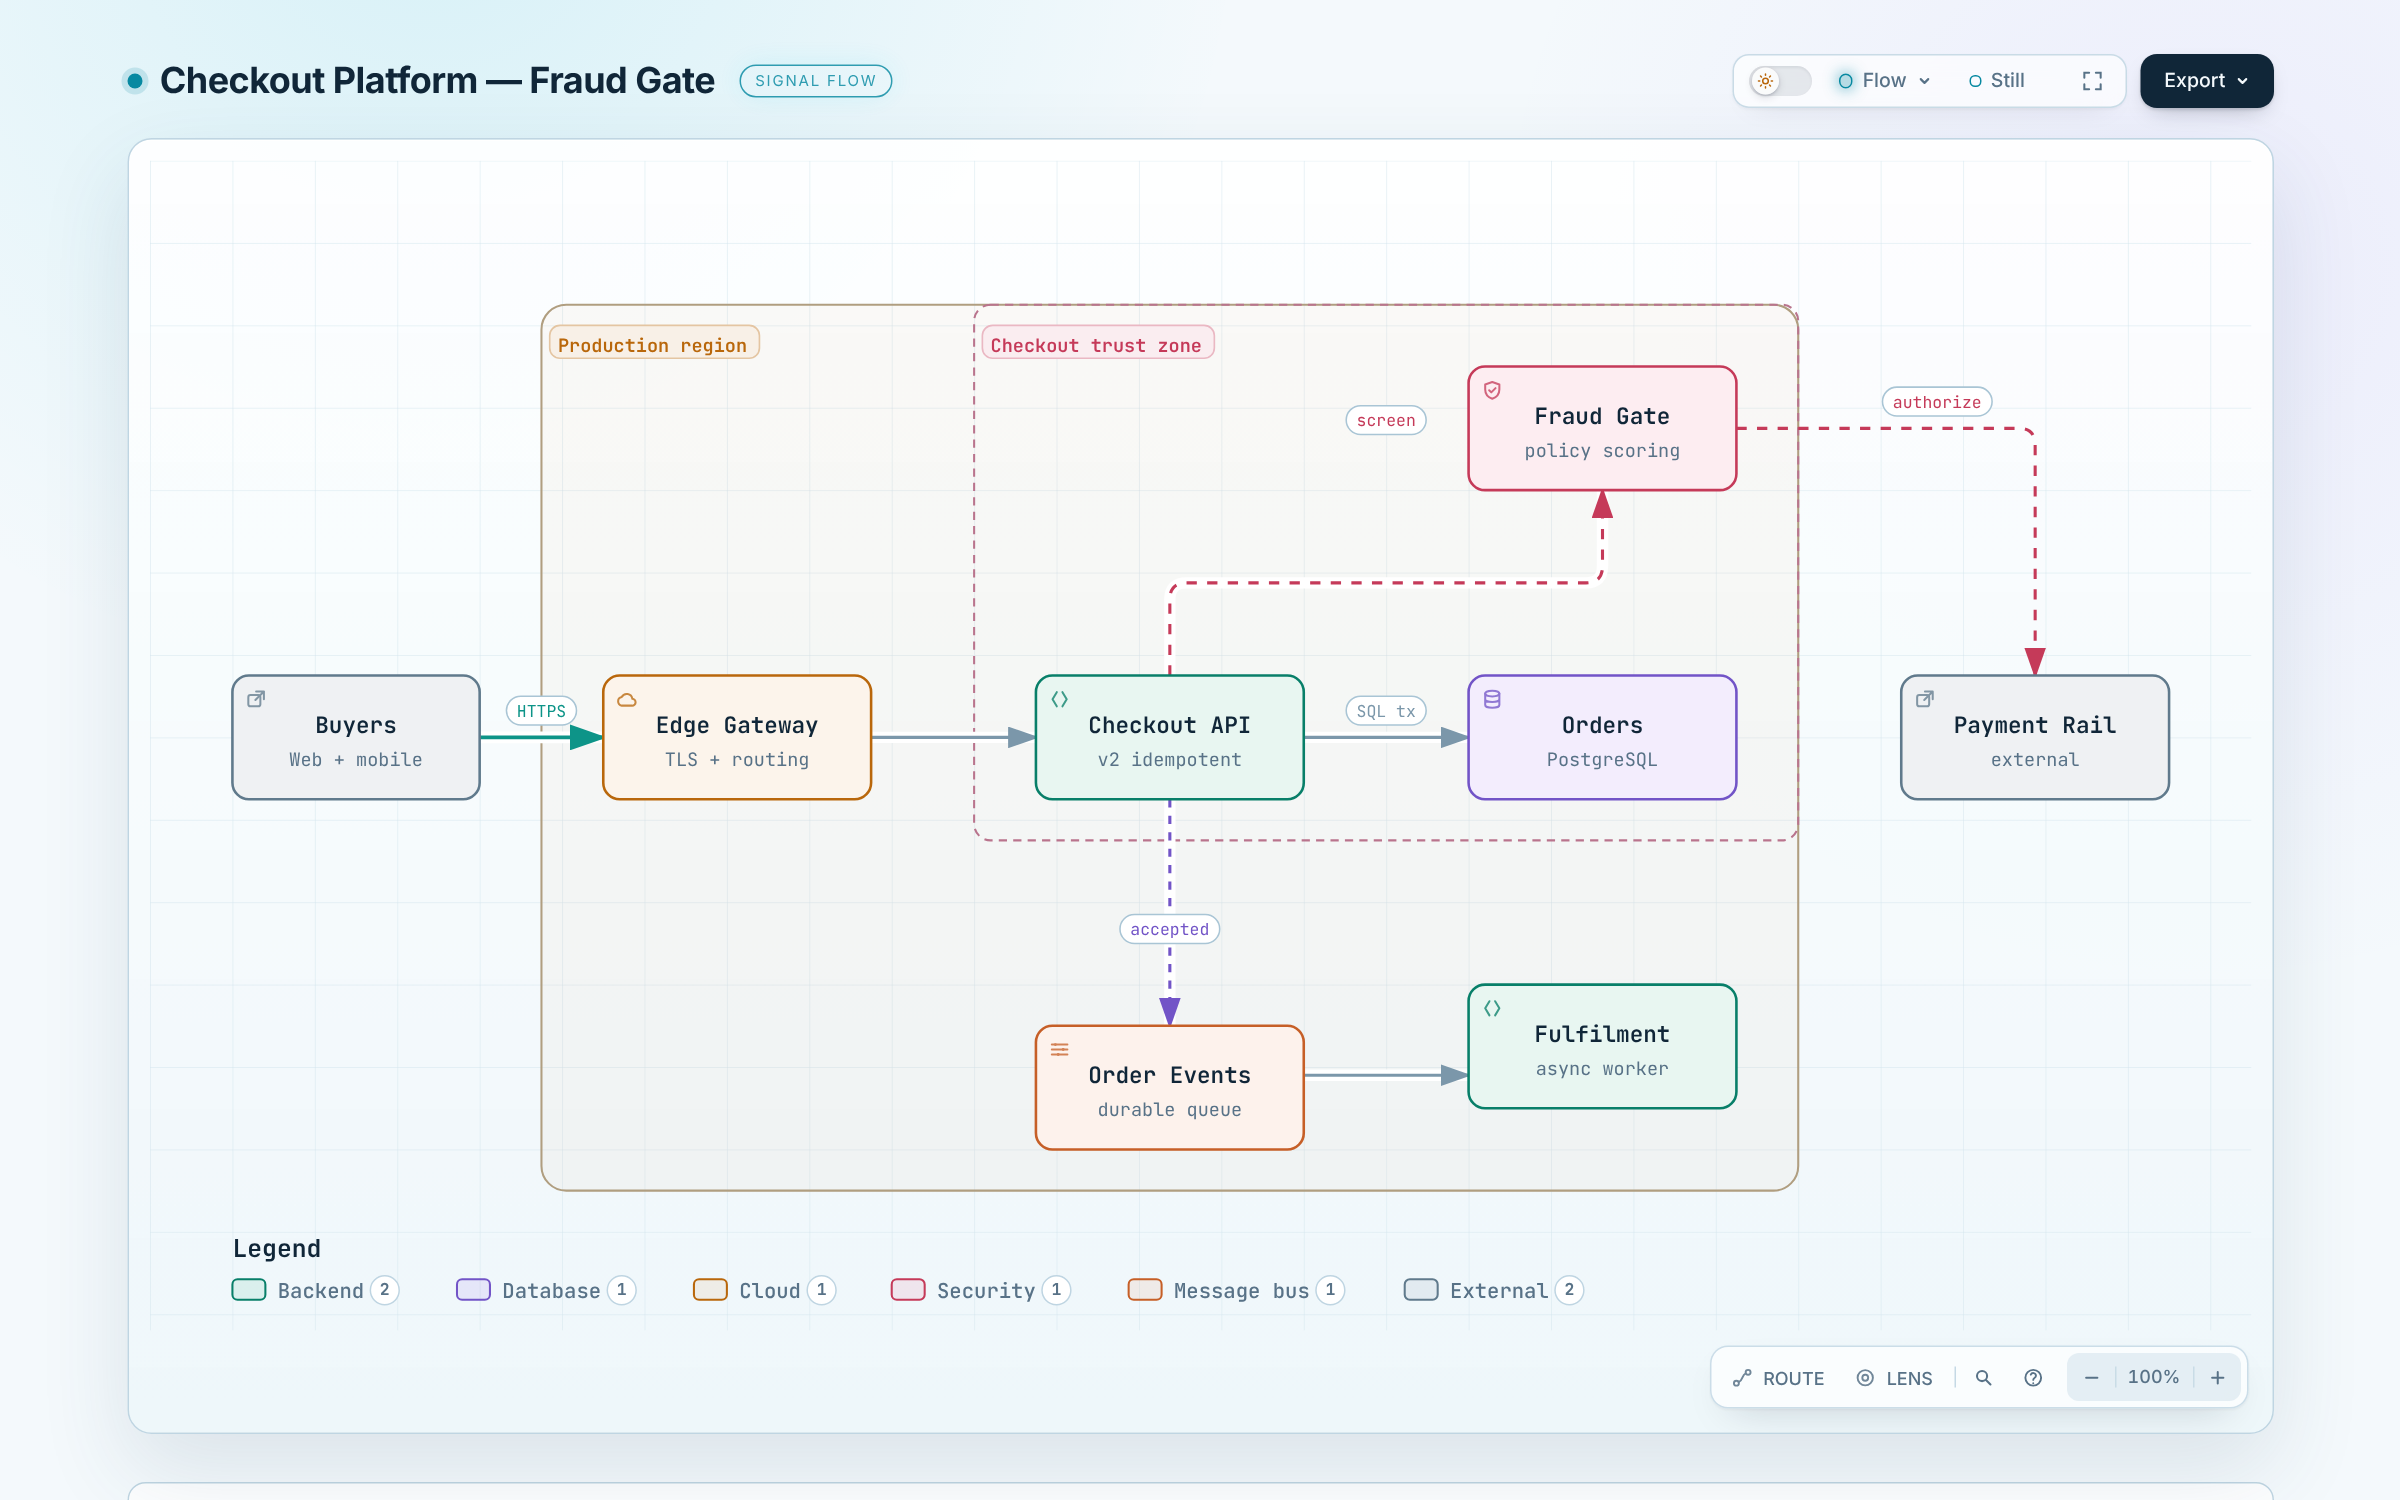 Checkout Platform — Fraud Gate
SIGNAL FLOW
Flow
Still
Export
Production region
Checkout trust zone
screen
Fraud Gate
policy scoring
authorize
Buyers
Web + mobile
HTTPS
Edge Gateway
TLS + routing
Checkout API
v2 idempotent
SQL tx
Orders
PostgreSQL
Payment Rail
external
accepted
Order Events
durable queue
Fulfilment
async worker
Legend
Backend 2
Database 1
Cloud 1
Security 1
Message bus 1
External 2
ROUTE
LENS
− 100% +